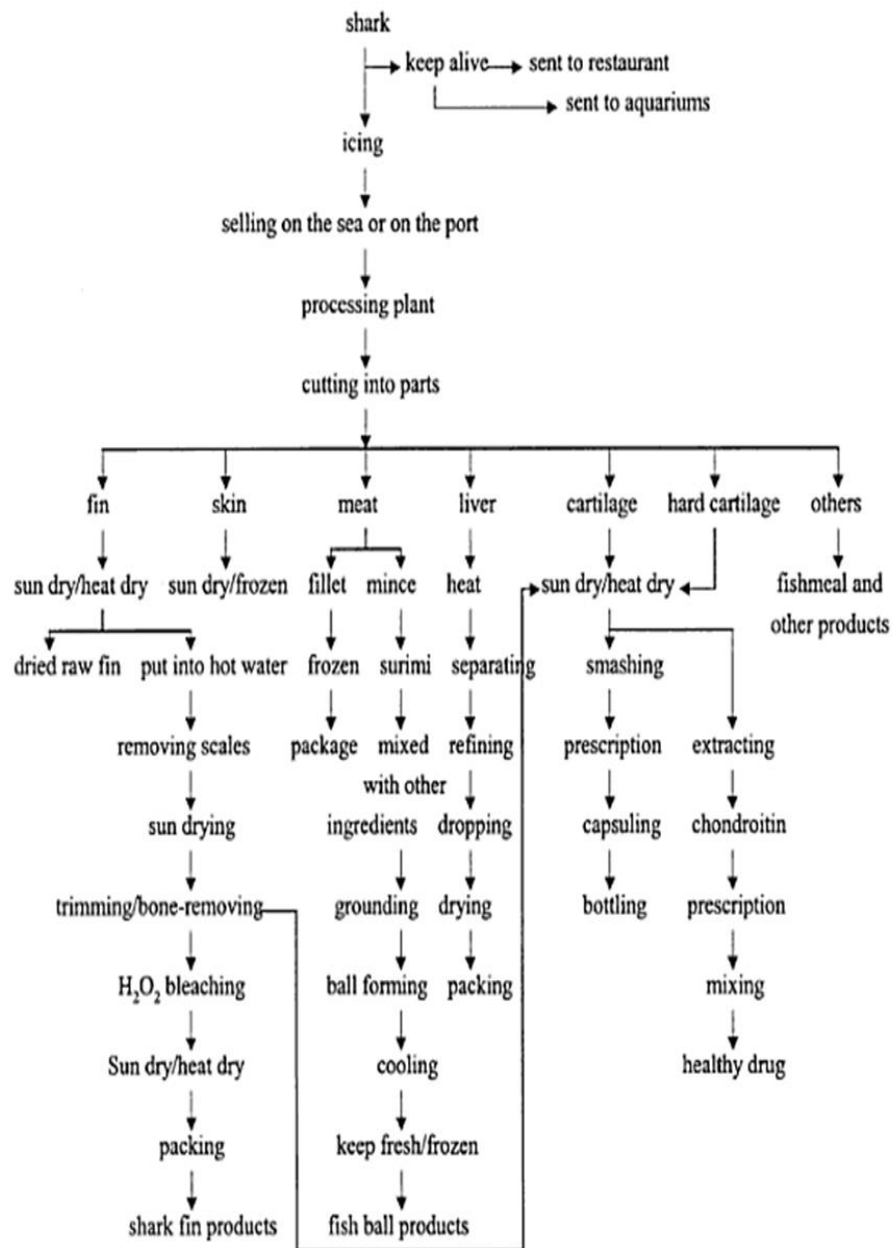 shark
keep alive sent to restaurant
sent to aquariums
icing
selling on the sea or on the port
processing plant
cutting into parts
fin skin meat liver cartilage hard cartilage others
sun dry/heat dry sun dry/frozen fillet mince heat sun dry/heat dry fishmeal and
other products
dried raw fin put into hot water frozen surimi separating smashing
removing scales package mixed refining prescription extracting
with other
sun drying ingredients dropping capsuling chondroitin
trimming/bone-removing grounding drying bottling prescription
H₂O₂ bleaching ball forming packing mixing
Sun dry/heat dry cooling healthy drug
packing keep fresh/frozen
shark fin products fish ball products